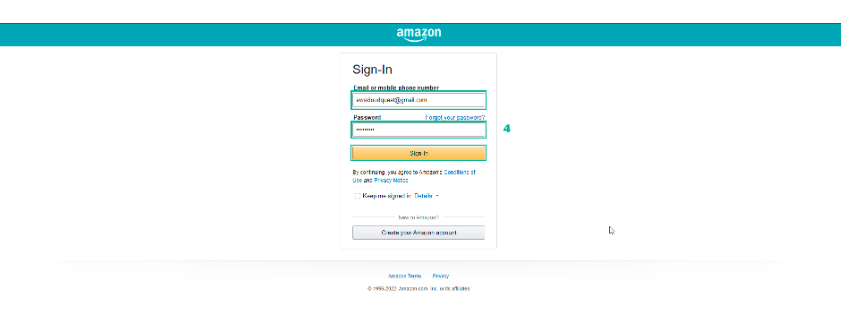 amazon
Sign-In
Email or mobile phone number
awscloudquest@gmail.com
Password Forgot your password?
••••••••
4
Sign-In
By continuing, you agree to Amazon's Conditions of
Use and Privacy Notice.
Keep me signed in. Details
New to Amazon?
Create your Amazon account
Amazon Terms Privacy
© 1996-2022, Amazon.com, Inc. or its affiliates